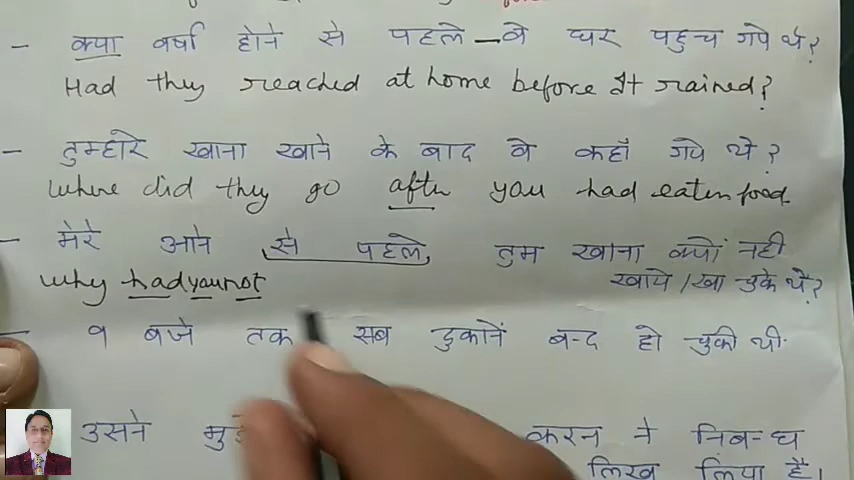 - क्या वर्षा होने से पहले - वे घर पहुच गये थे?
Had they reached at home before It rained?
- तुम्हारे खाना खाने के बाद वे कहाँ गये थे?
Where did they go after you had eaten food
- मेरे आने से पहले, तुम खाना क्यों नही
खाये / खा चुके थे?
why had you not
- 9 बजे तक सब दुकानें बन्द हो चुकी थी.
उसने करन ने निबन्ध
लिख लिया है।